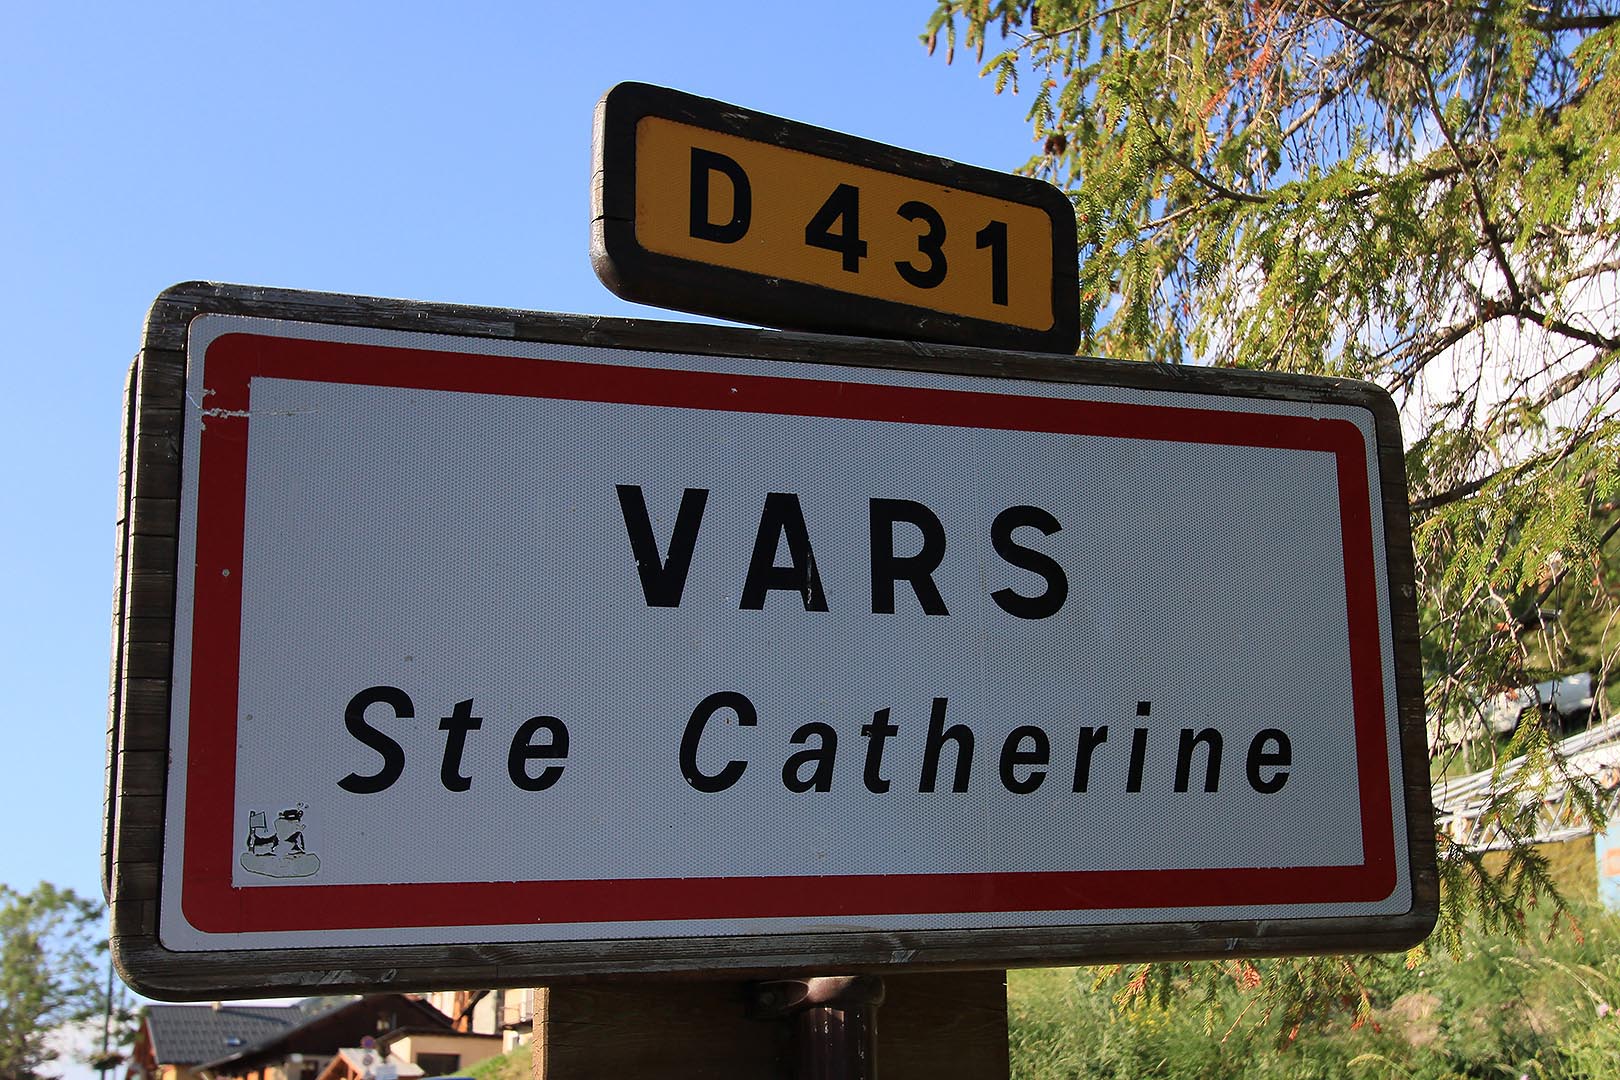 D 431
VARS
Ste Catherine